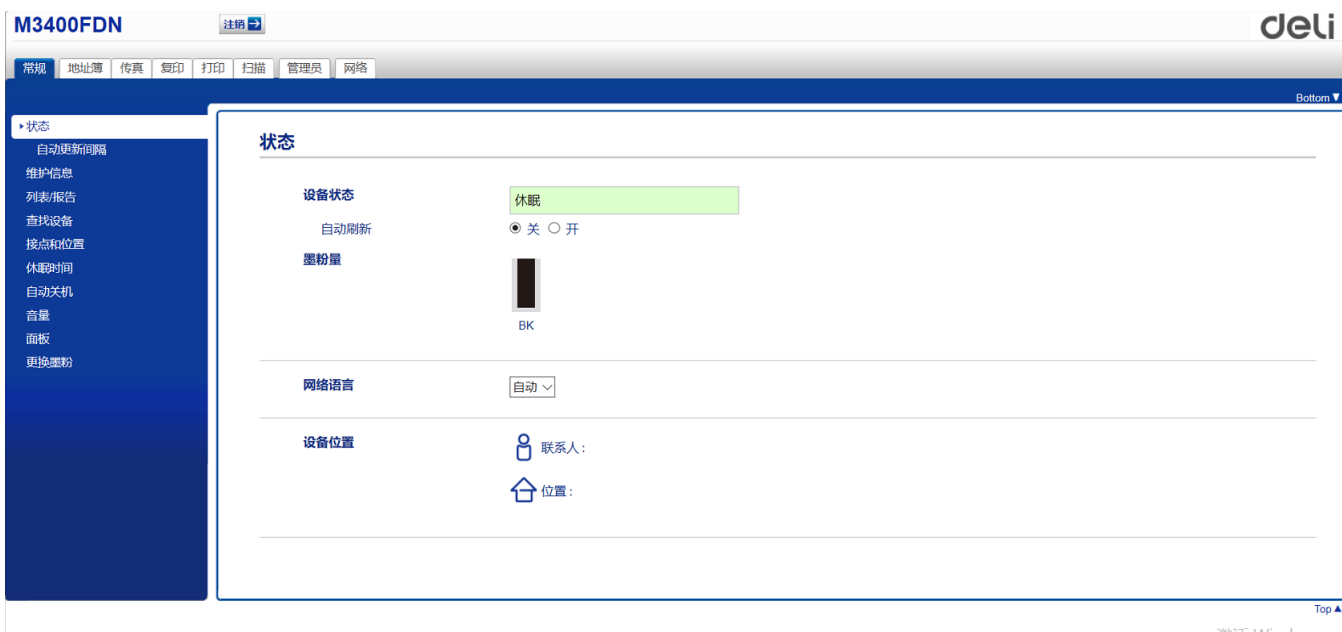 M3400FDN 注销 deli
常规 地址簿 传真 复印 打印 扫描 管理员 网络
Bottom▼
状态
自动更新间隔
维护信息
列表/报告
查找设备
接点和位置
休眠时间
自动关机
音量
面板
更换墨粉
状态
设备状态 休眠
自动刷新 关 开
墨粉量
BK
网络语言 自动
设备位置 联系人:
位置:
Top▲